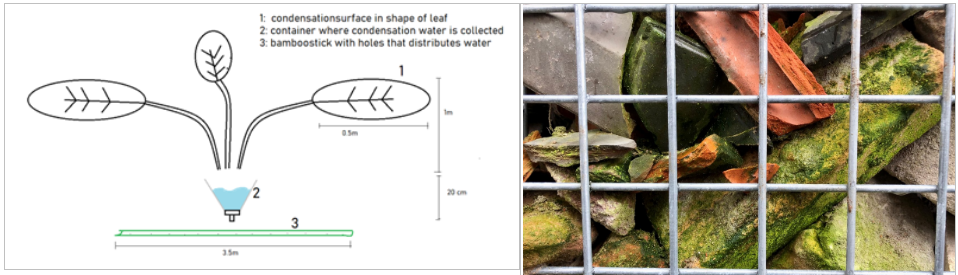 1: condensationsurface in shape of leaf
2: container where condensation water is collected
3: bamboostick with holes that distributes water
1
1m
0.5m
2
20 cm
3
3.5m